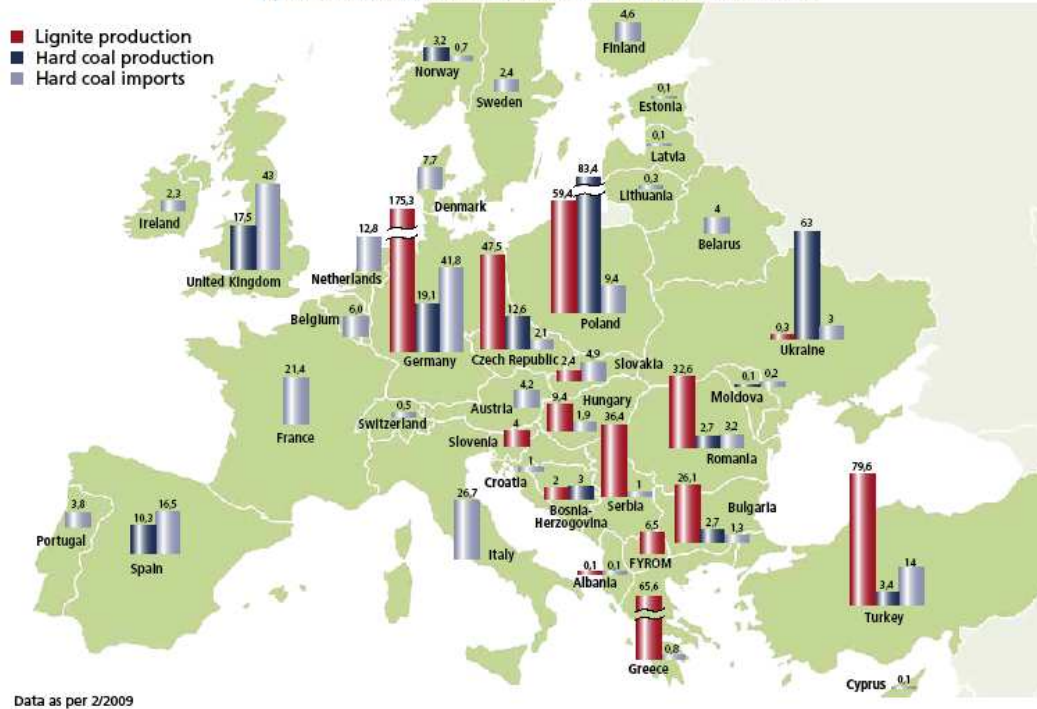 Lignite production
Hard coal production
Hard coal imports
4,6
Finland
3,2
0,7
Norway
2,4
Sweden
0,1
Estonia
0,1
Latvia
0,3
Lithuania
7,7
Denmark
2,3
Ireland
17,5
43
United Kingdom
12,8
Netherlands
175,3
19,1
41,8
Germany
47,5
12,6
2,1
Czech Republic
59,4
83,4
9,4
Poland
4
Belarus
0,3
63
3
Ukraine
6,0
Belgium
2,4
4,9
Slovakia
21,4
France
0,5
Switzerland
4,2
Austria
9,4
1,9
Hungary
4
Slovenia
32,6
2,7
3,2
Romania
0,1
0,2
Moldova
1
Croatia
2
3
Bosnia-
Herzogovina
36,4
1
Serbia
26,1
2,7
1,3
Bulgaria
3,8
Portugal
10,3
16,5
Spain
26,7
Italy
6,5
FYROM
0,1
0,1
Albania
65,6
0,8
Greece
79,6
3,4
14
Turkey
Cyprus
0,1
Data as per 2/2009